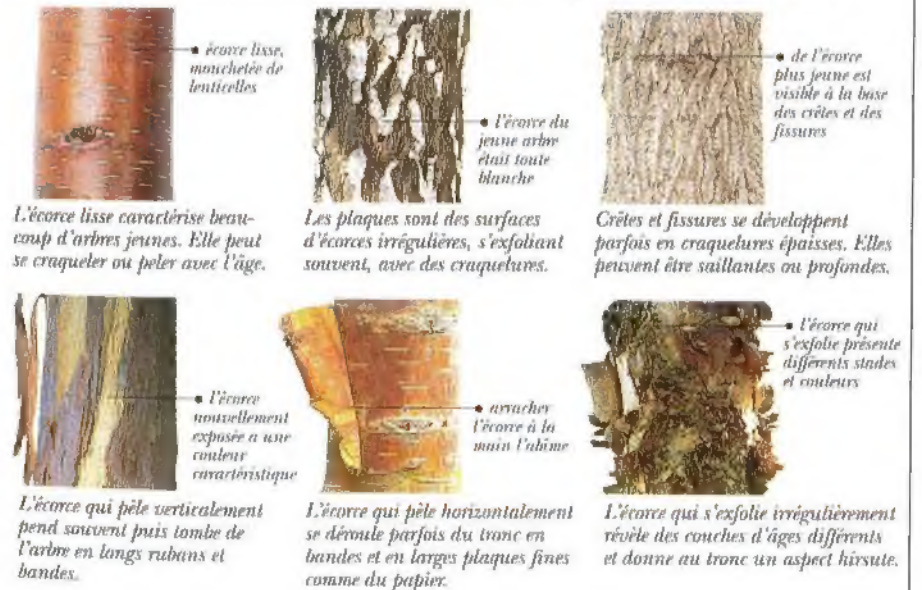 écorce lisse,
mouchetée de
lenticelles
L'écorce lisse caractérise beau-
coup d'arbres jeunes. Elle peut
se craqueler ou peler avec l'âge.
l'écorce du
jeune arbre
était toute
blanche
Les plaques sont des surfaces
d'écorces irrégulières, s'exfoliant
souvent, avec des craquelures.
de l'écorce
plus jeune est
visible à la base
des crêtes et des
fissures
Crêtes et fissures se développent
parfois en craquelures épaisses. Elles
peuvent être saillantes ou profondes.
l'écorce
nouvellement
exposée a une
couleur
caractéristique
L'écorce qui pèle verticalement
pend souvent puis tombe de
l'arbre en longs rubans et
bandes.
arracher
l'écorce à la
main l'abîme
L'écorce qui pèle horizontalement
se déroule parfois du tronc en
bandes et en larges plaques fines
comme du papier.
l'écorce qui
s'exfolie présente
différents stades
et couleurs
L'écorce qui s'exfolie irrégulièrement
révèle des couches d'âges différents
et donne au tronc un aspect hirsute.